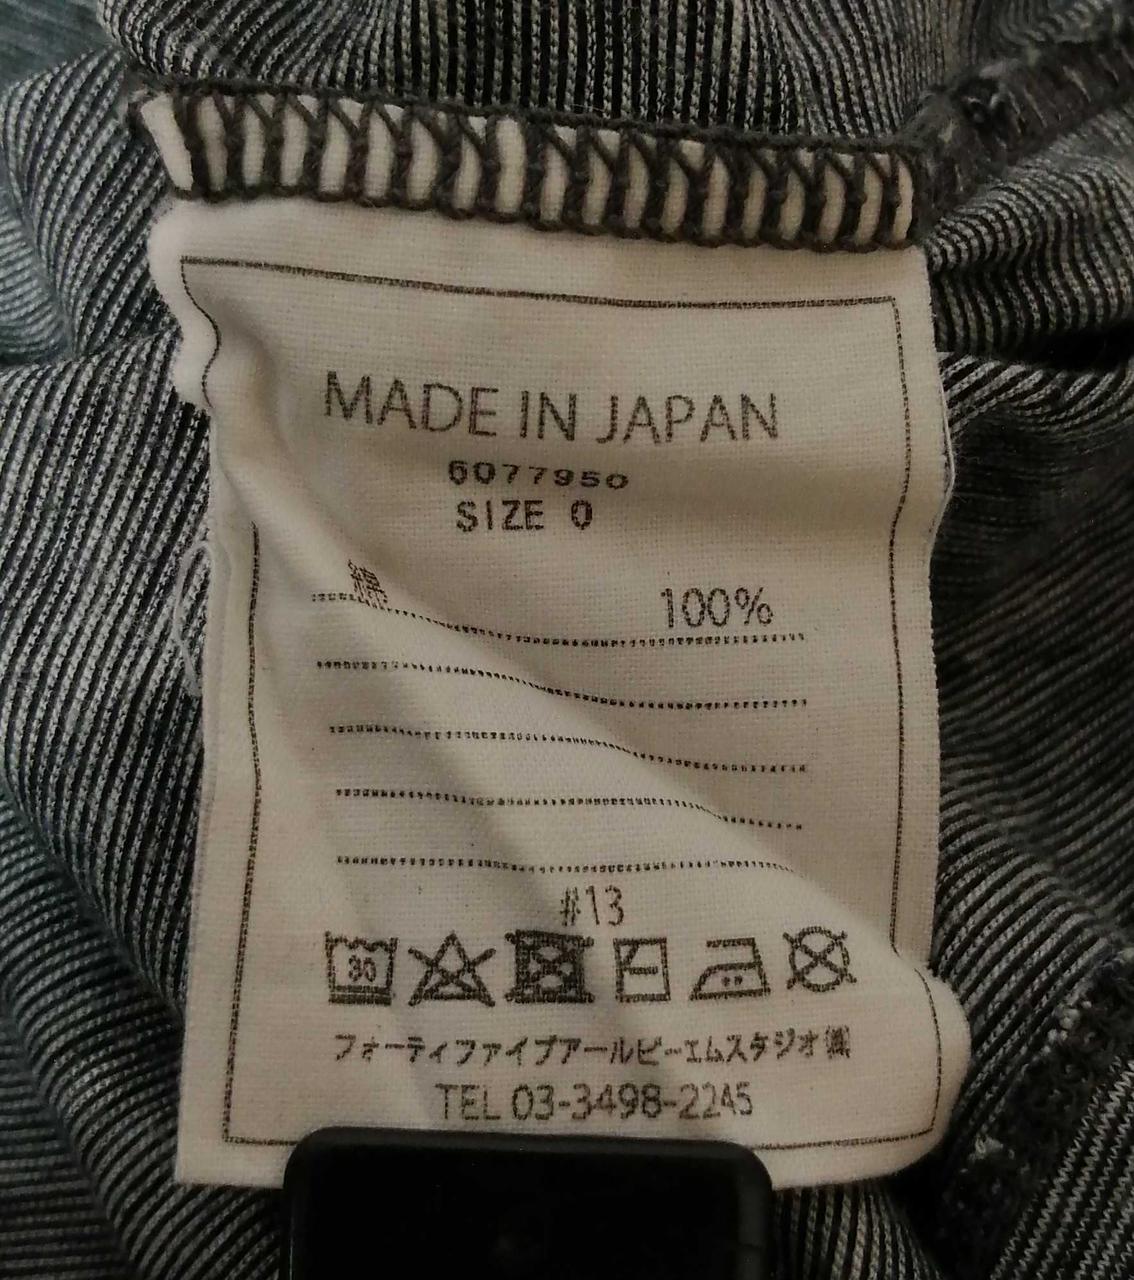 MADE IN JAPAN
6077950
SIZE 0
綿 100%
#13
30
フォーティファイブアールピーエムスタジオ㈱
TEL 03-3498-2245